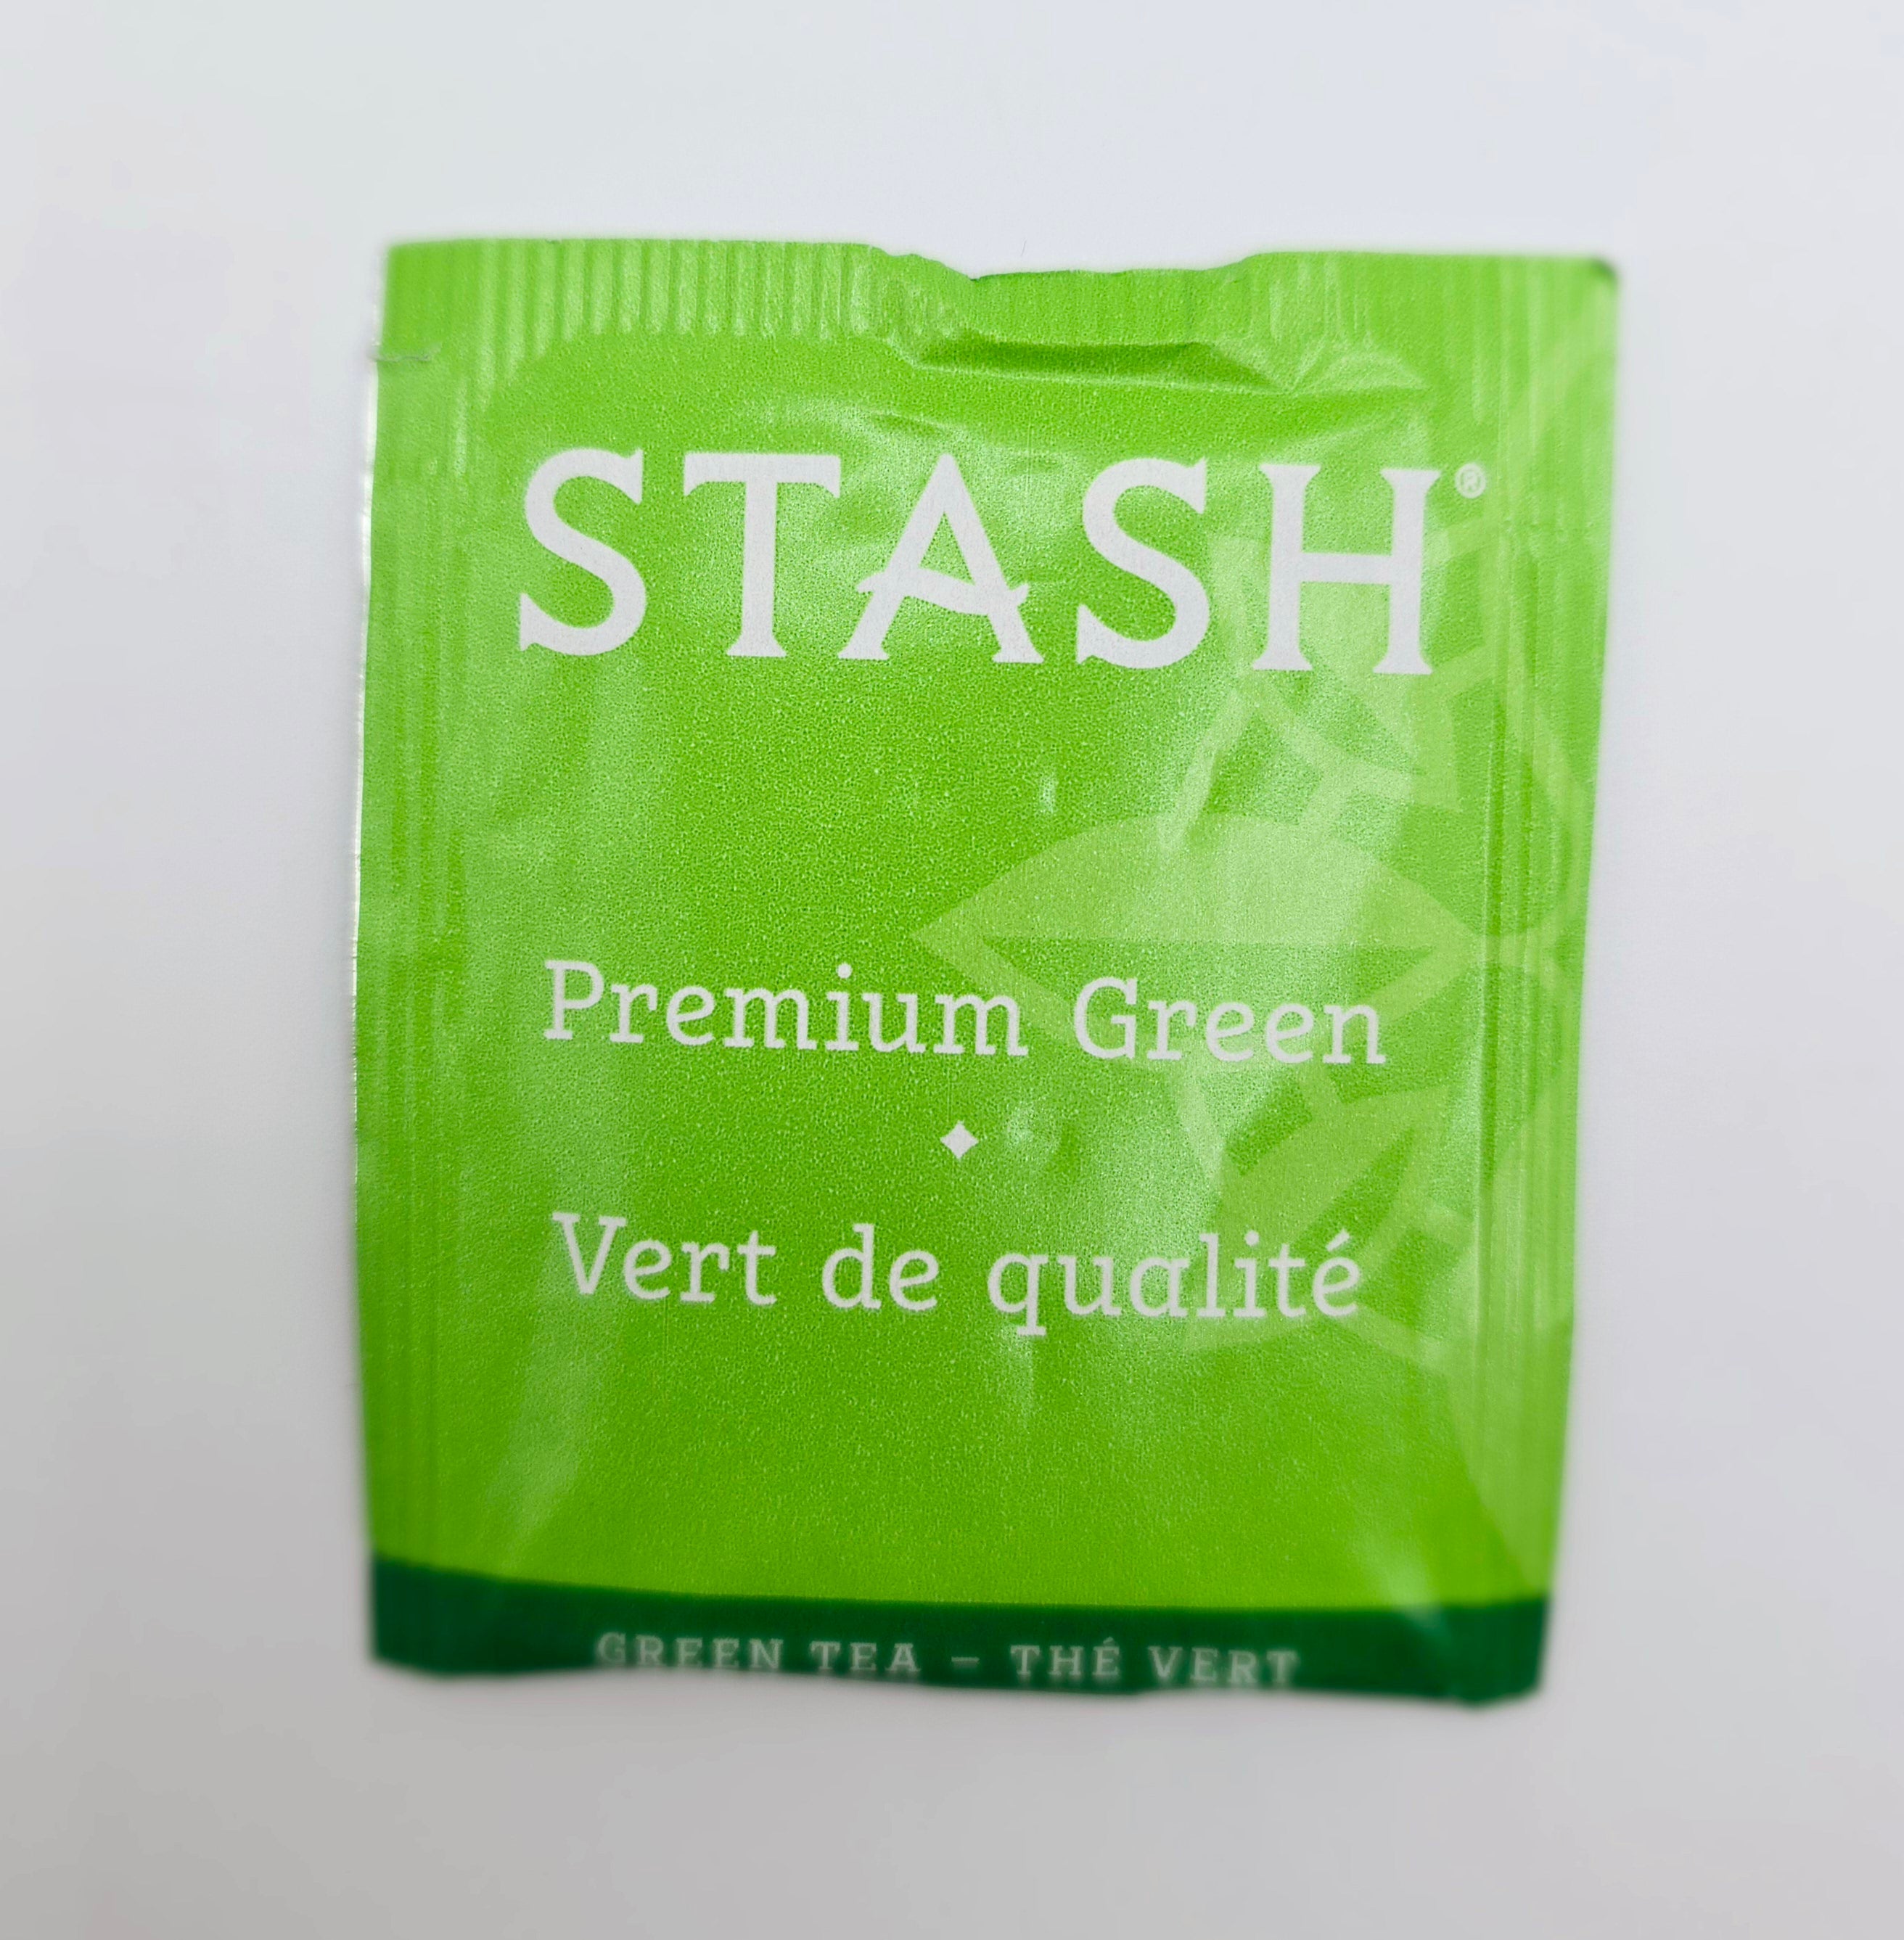 STASH®
Premium Green
Vert de qualité
GREEN TEA – THÉ VERT